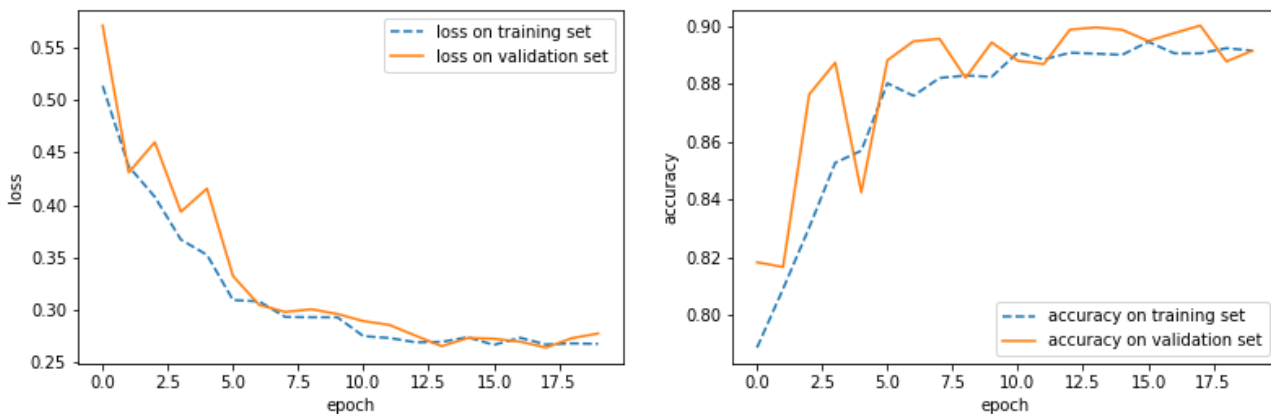 0.55
0.50
0.45
0.40
0.35
0.30
0.25
loss
loss on training set
loss on validation set
0.0 2.5 5.0 7.5 10.0 12.5 15.0 17.5
epoch
0.90
0.88
0.86
0.84
0.82
0.80
accuracy
accuracy on training set
accuracy on validation set
0.0 2.5 5.0 7.5 10.0 12.5 15.0 17.5
epoch